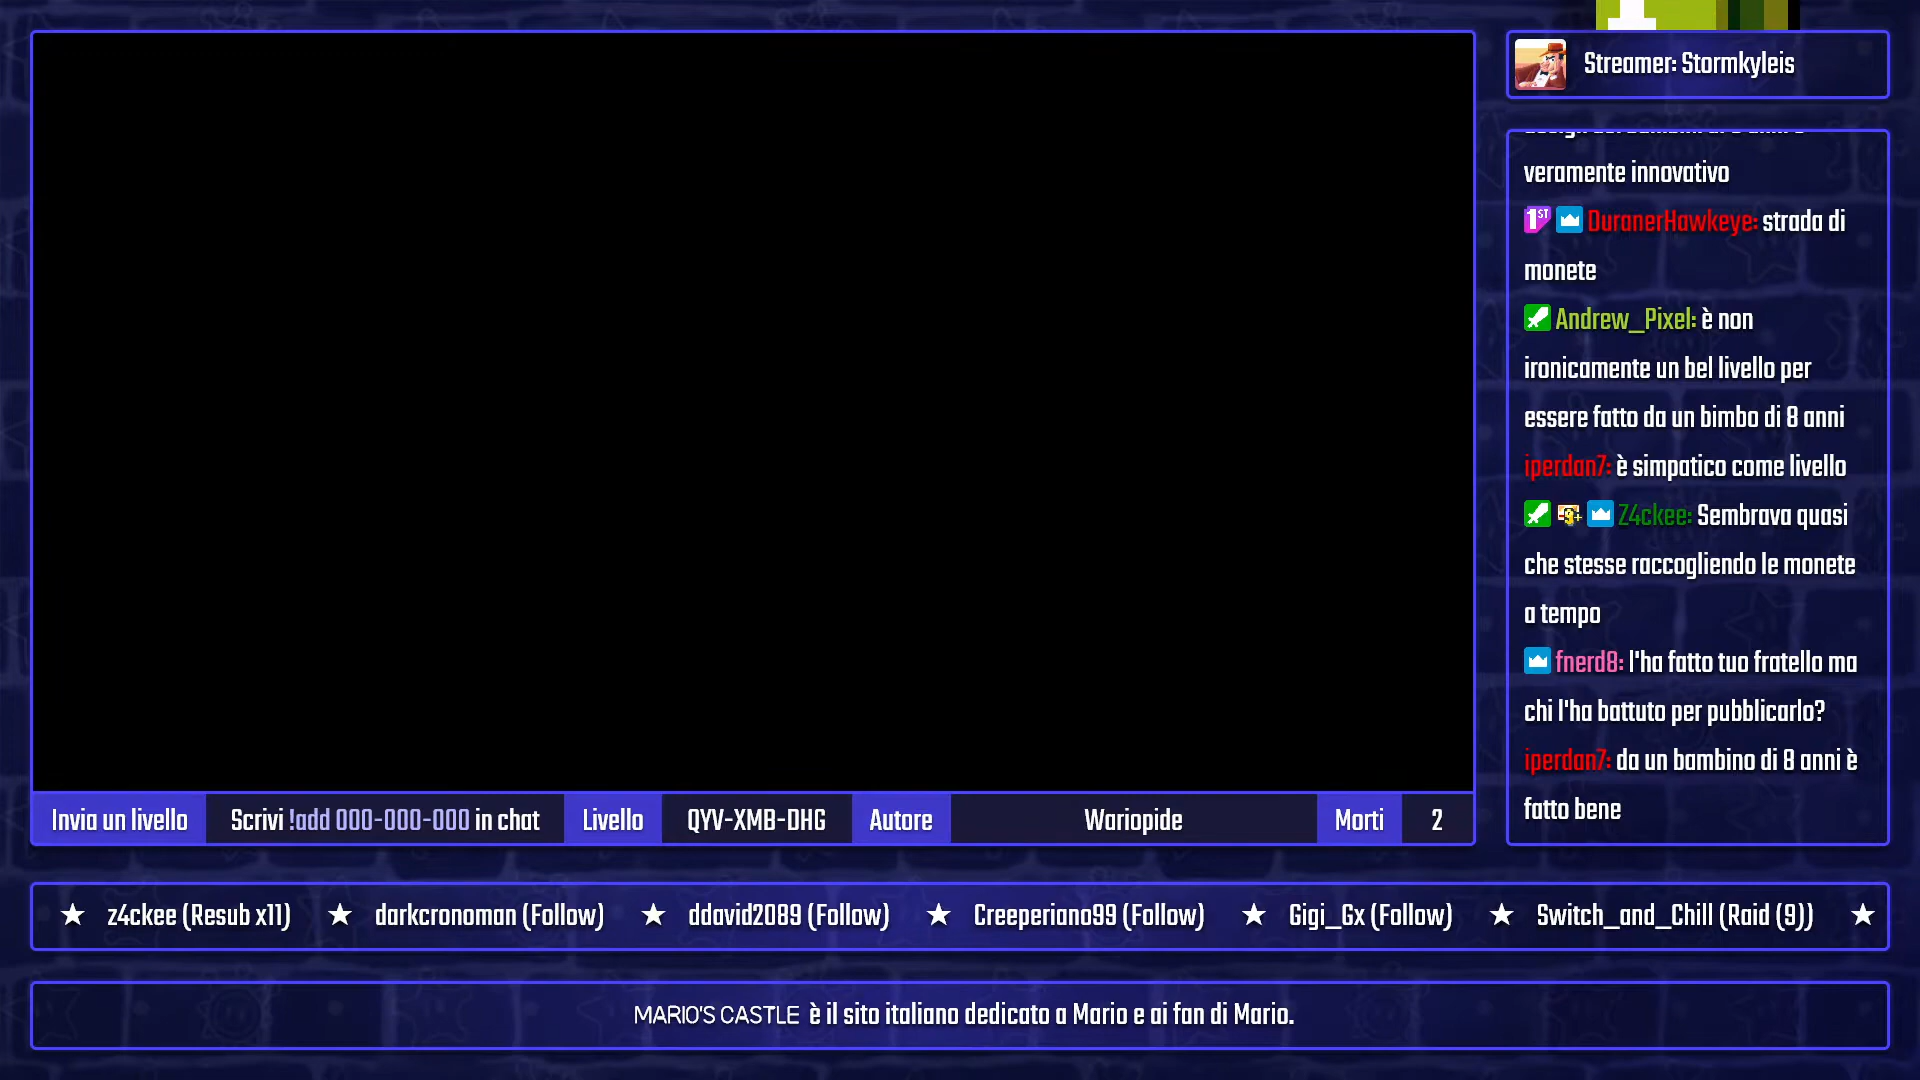 Streamer: Stormkyleis
veramente innovativo
1ST DuranerHawkeye: strada di
monete
Andrew_Pixel: è non
ironicamente un bel livello per
essere fatto da un bimbo di 8 anni
iperdan7: è simpatico come livello
Z4ckee: Sembrava quasi
che stesse raccogliendo le monete
a tempo
fnerd8: l'ha fatto tuo fratello ma
chi l'ha battuto per pubblicarlo?
iperdan7: da un bambino di 8 anni è
fatto bene
Invia un livello Scrivi !add 000-000-000 in chat Livello QYV-XMB-DHG Autore Wariopide Morti 2
★ z4ckee (Resub x11) ★ darkcronoman (Follow) ★ ddavid2089 (Follow) ★ Creeperiano99 (Follow) ★ Gigi_Gx (Follow) ★ Switch_and_Chill (Raid (9)) ★
MARIO'S CASTLE è il sito italiano dedicato a Mario e ai fan di Mario.